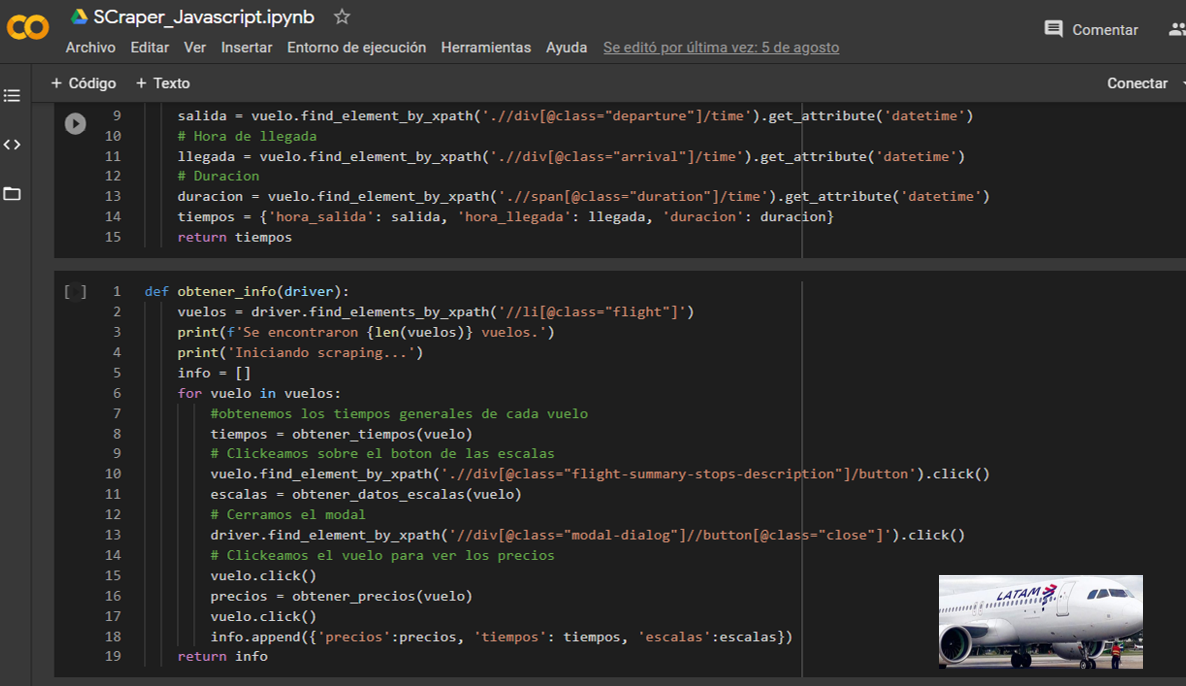 SCraper_Javascript.ipynb
Comentar
Archivo Editar Ver Insertar Entorno de ejecución Herramientas Ayuda Se editó por última vez: 5 de agosto
+ Código + Texto
Conectar
9 salida = vuelo.find_element_by_xpath('.//div[@class="departure"]/time').get_attribute('datetime')
10 # Hora de llegada
11 llegada = vuelo.find_element_by_xpath('.//div[@class="arrival"]/time').get_attribute('datetime')
12 # Duracion
13 duracion = vuelo.find_element_by_xpath('.//span[@class="duration"]/time').get_attribute('datetime')
14 tiempos = {'hora_salida': salida, 'hora_llegada': llegada, 'duracion': duracion}
15 return tiempos
[ ] 1 def obtener_info(driver):
2 vuelos = driver.find_elements_by_xpath('//li[@class="flight"]')
3 print(f'Se encontraron {len(vuelos)} vuelos.')
4 print('Iniciando scraping...')
5 info = []
6 for vuelo in vuelos:
7 #obtenemos los tiempos generales de cada vuelo
8 tiempos = obtener_tiempos(vuelo)
9 # Clickeamos sobre el boton de las escalas
10 vuelo.find_element_by_xpath('.//div[@class="flight-summary-stops-description"]/button').click()
11 escalas = obtener_datos_escalas(vuelo)
12 # Cerramos el modal
13 driver.find_element_by_xpath('//div[@class="modal-dialog"]//button[@class="close"]').click()
14 # Clickeamos el vuelo para ver los precios
15 vuelo.click()
16 precios = obtener_precios(vuelo)
17 vuelo.click()
18 info.append({'precios':precios, 'tiempos': tiempos, 'escalas':escalas})
19 return info
LATAM